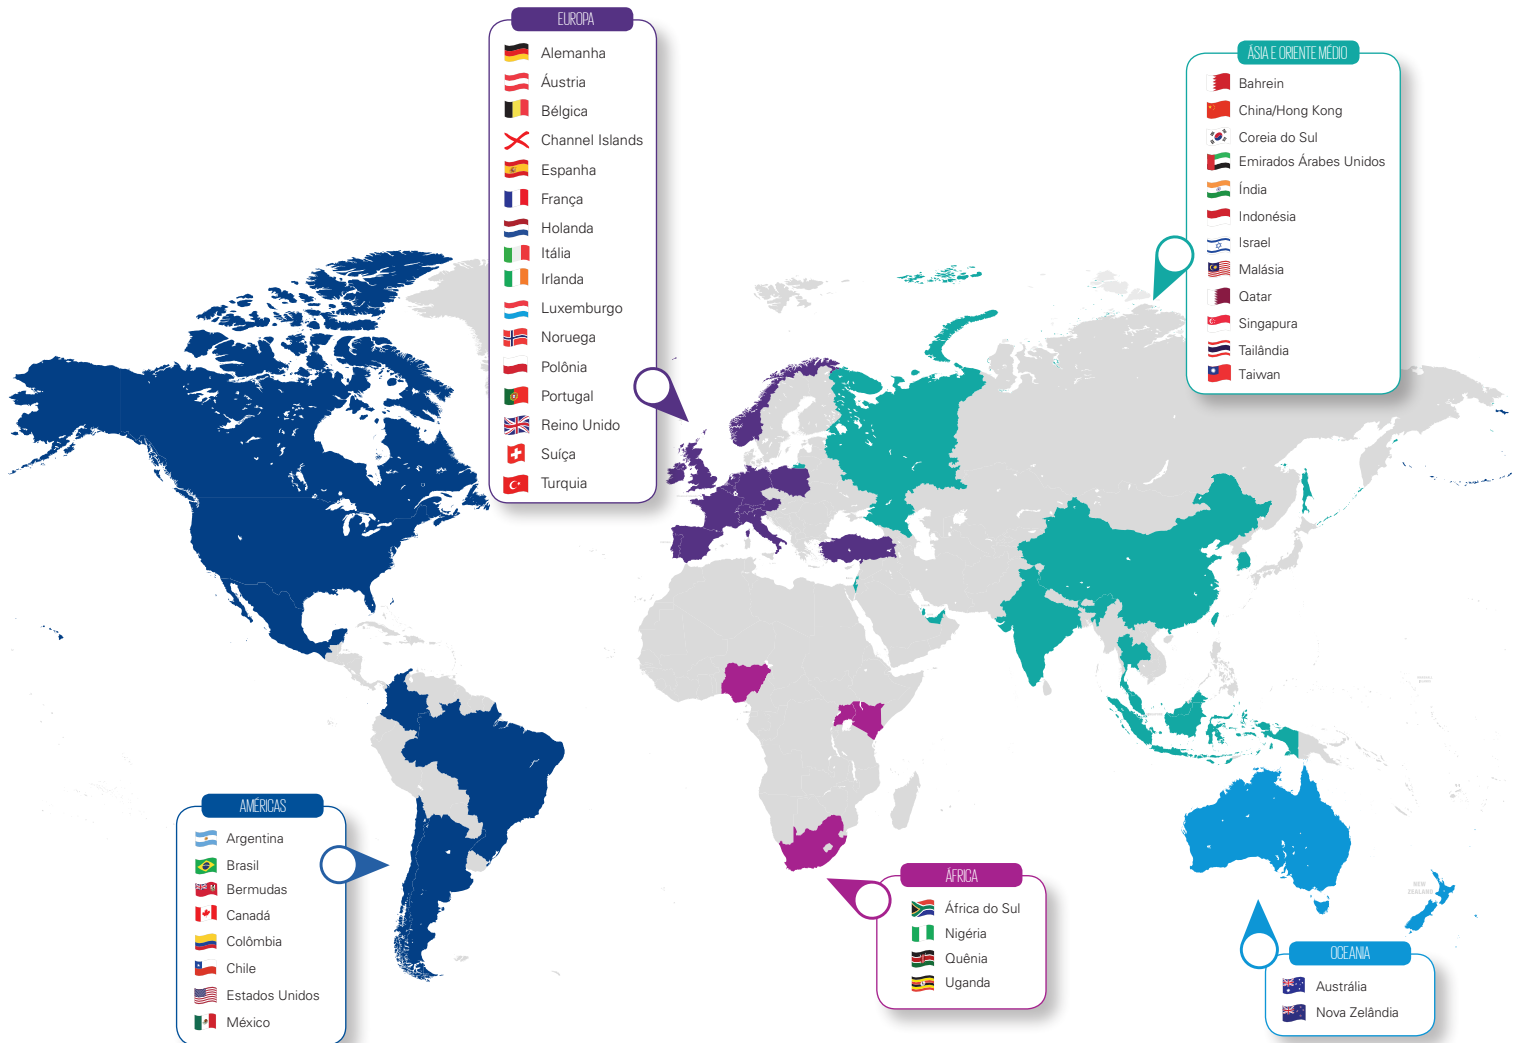 EUROPA
Alemanha
Áustria
Bélgica
Channel Islands
Espanha
França
Holanda
Itália
Irlanda
Luxemburgo
Noruega
Polônia
Portugal
Reino Unido
Suíça
Turquia
ÁSIA E ORIENTE MÉDIO
Bahrein
China/Hong Kong
Coreia do Sul
Emirados Árabes Unidos
Índia
Indonésia
Israel
Malásia
Qatar
Singapura
Tailândia
Taiwan
AMÉRICAS
Argentina
Brasil
Bermudas
Canadá
Colômbia
Chile
Estados Unidos
México
ÁFRICA
África do Sul
Nigéria
Quênia
Uganda
NEW
ZEALAND
OCEANIA
Austrália
Nova Zelândia